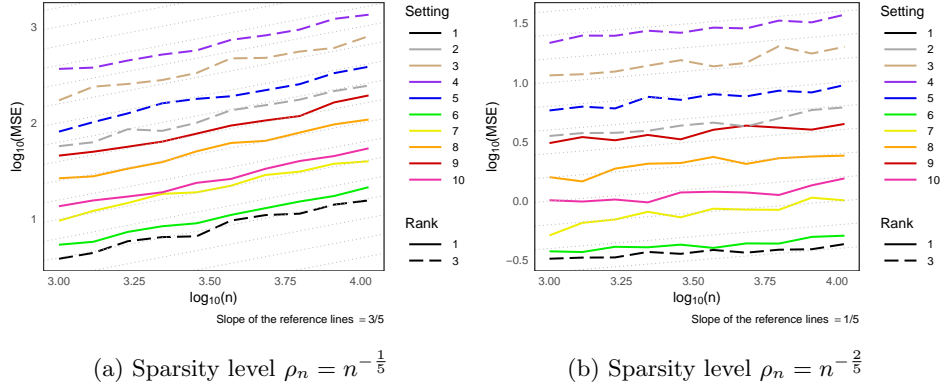 3
2
1
log₁₀(MSE)
3.00 3.25 3.50 3.75 4.00
log₁₀(n)
Slope of the reference lines = 3/5
Setting
1
2
3
4
5
6
7
8
9
10
Rank
1
3
1.5
1.0
0.5
0.0
−0.5
log₁₀(MSE)
3.00 3.25 3.50 3.75 4.00
log₁₀(n)
Slope of the reference lines = 1/5
Setting
1
2
3
4
5
6
7
8
9
10
Rank
1
3
(a) Sparsity level ρₙ = n^{−1/5}
(b) Sparsity level ρₙ = n^{−2/5}